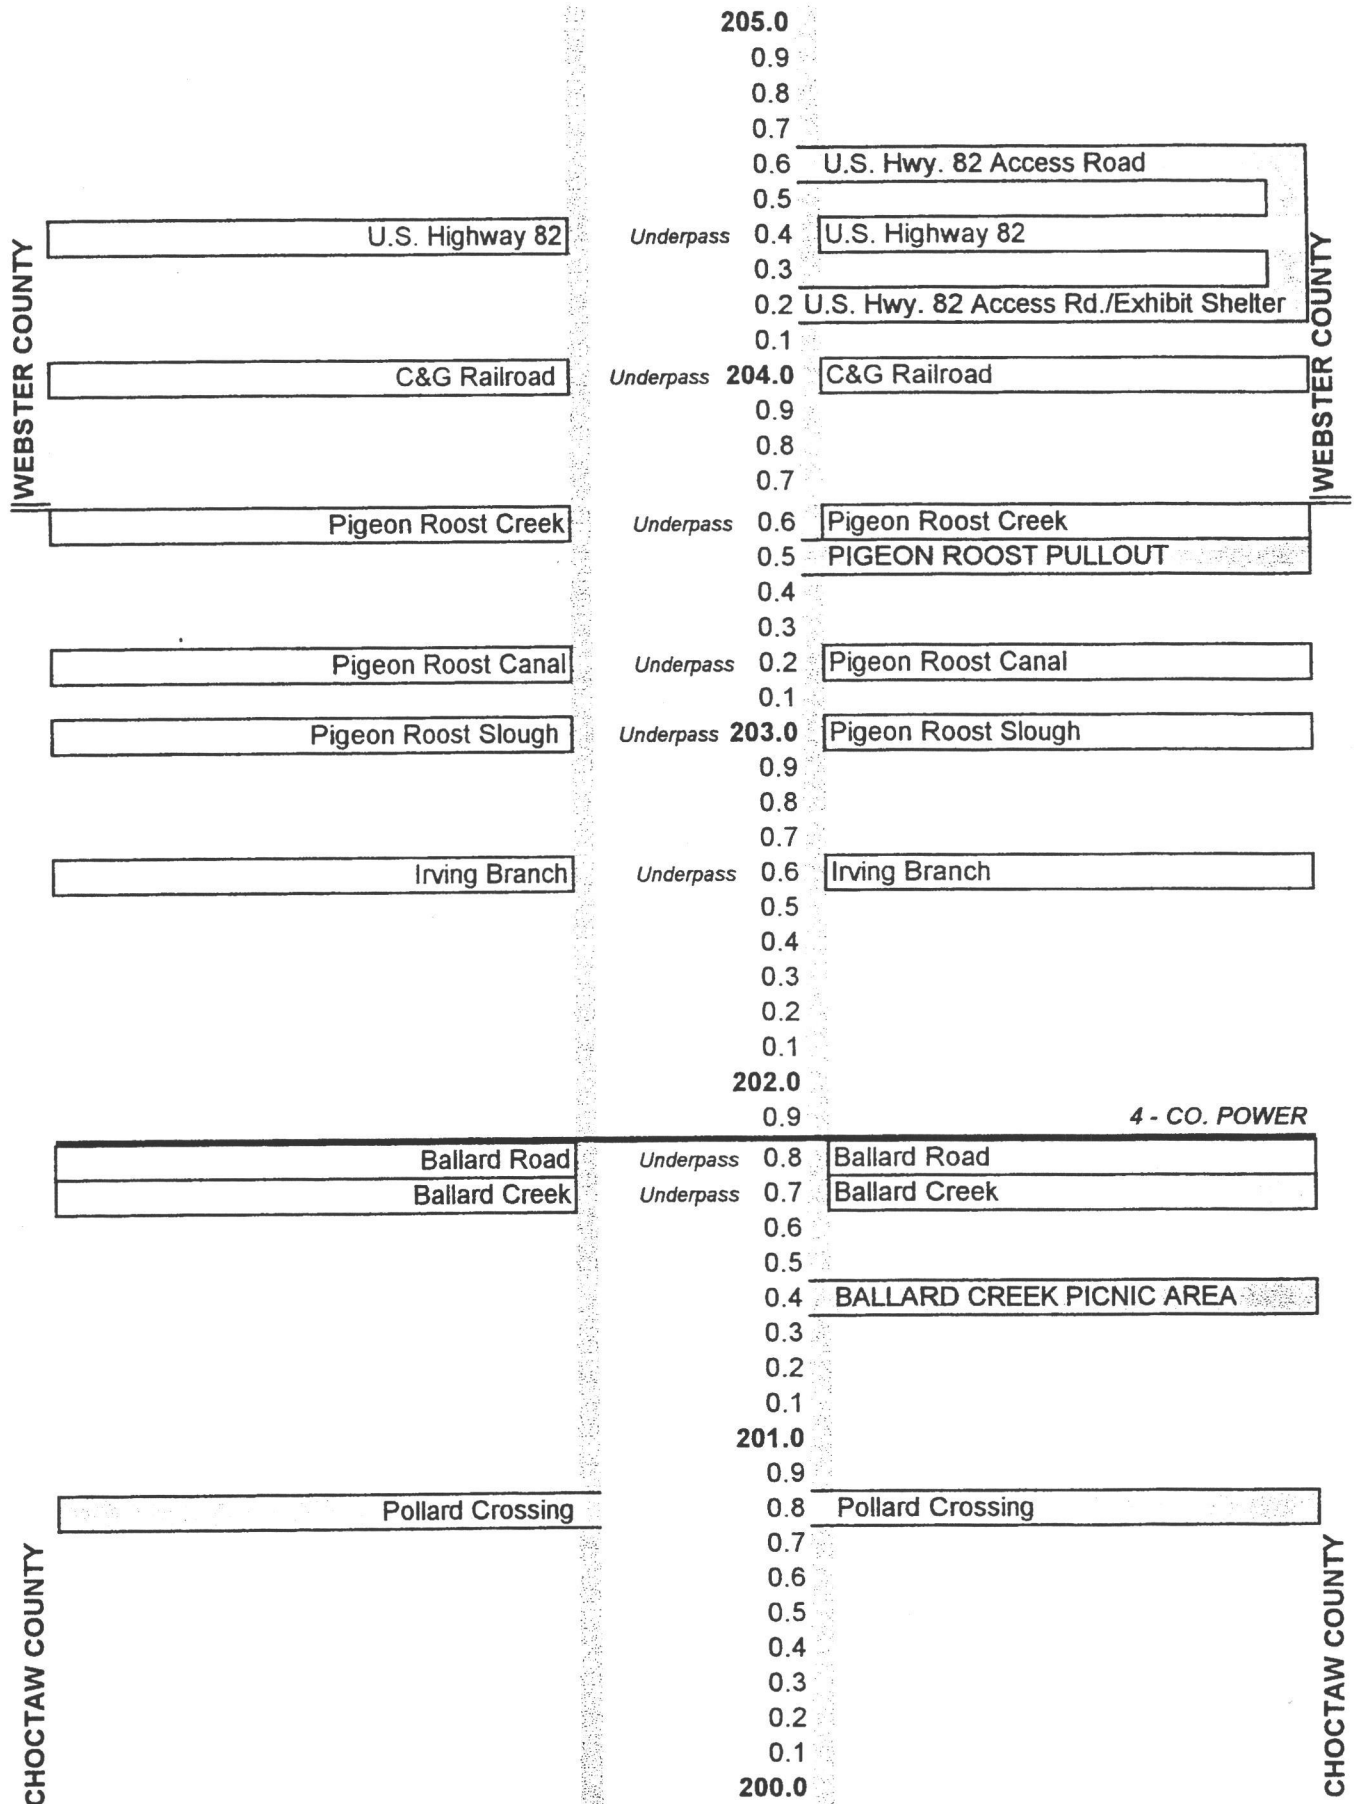 205.0
0.9
0.8
0.7
0.6 U.S. Hwy. 82 Access Road
0.5
U.S. Highway 82 Underpass 0.4 U.S. Highway 82
0.3
0.2 U.S. Hwy. 82 Access Rd./Exhibit Shelter
0.1
C&G Railroad Underpass 204.0 C&G Railroad
0.9
0.8
0.7
WEBSTER COUNTY
WEBSTER COUNTY
Pigeon Roost Creek Underpass 0.6 Pigeon Roost Creek
0.5 PIGEON ROOST PULLOUT
0.4
0.3
Pigeon Roost Canal Underpass 0.2 Pigeon Roost Canal
0.1
Pigeon Roost Slough Underpass 203.0 Pigeon Roost Slough
0.9
0.8
0.7
Irving Branch Underpass 0.6 Irving Branch
0.5
0.4
0.3
0.2
0.1
202.0
0.9 4 - CO. POWER
Ballard Road Underpass 0.8 Ballard Road
Ballard Creek Underpass 0.7 Ballard Creek
0.6
0.5
0.4 BALLARD CREEK PICNIC AREA
0.3
0.2
0.1
201.0
0.9
Pollard Crossing 0.8 Pollard Crossing
0.7
0.6
0.5
0.4
0.3
0.2
0.1
200.0
CHOCTAW COUNTY
CHOCTAW COUNTY